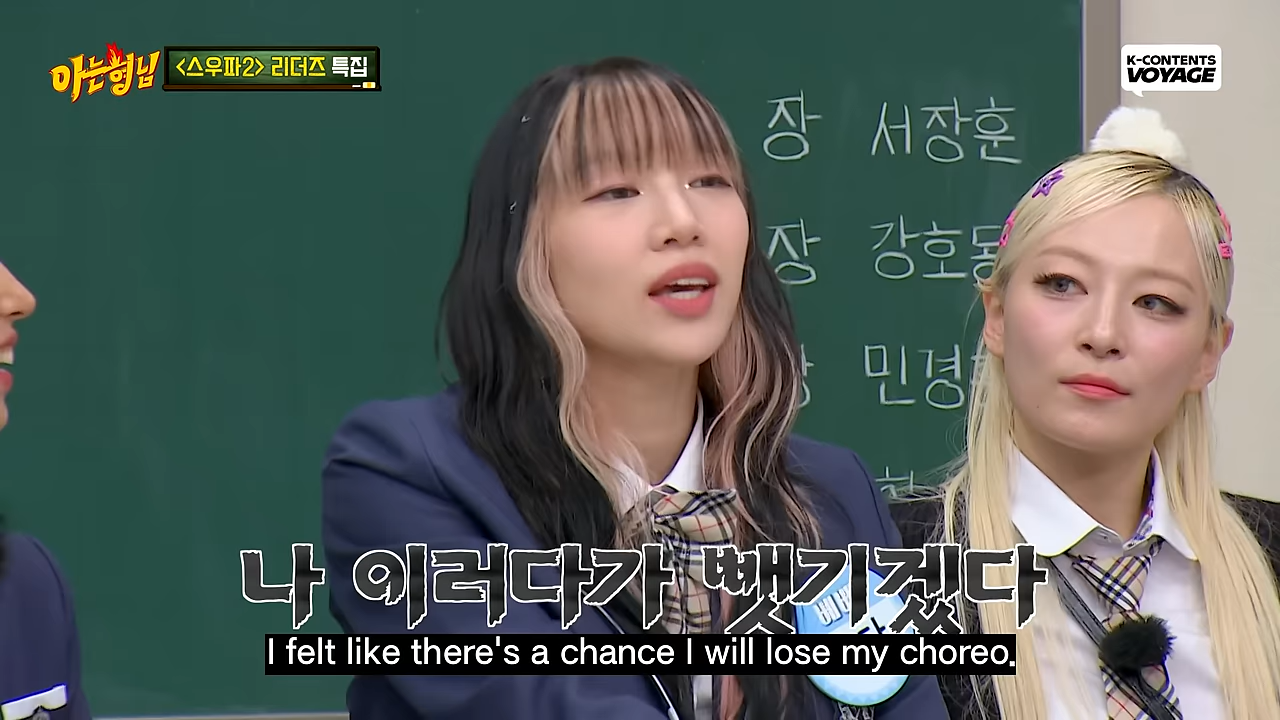 아는형님
<스우파2> 리더즈 특집
K-CONTENTS
VOYAGE
장 서장훈
장 강호동
민경
나 이러다가 뺏기겠다
I felt like there's a chance I will lose my choreo.